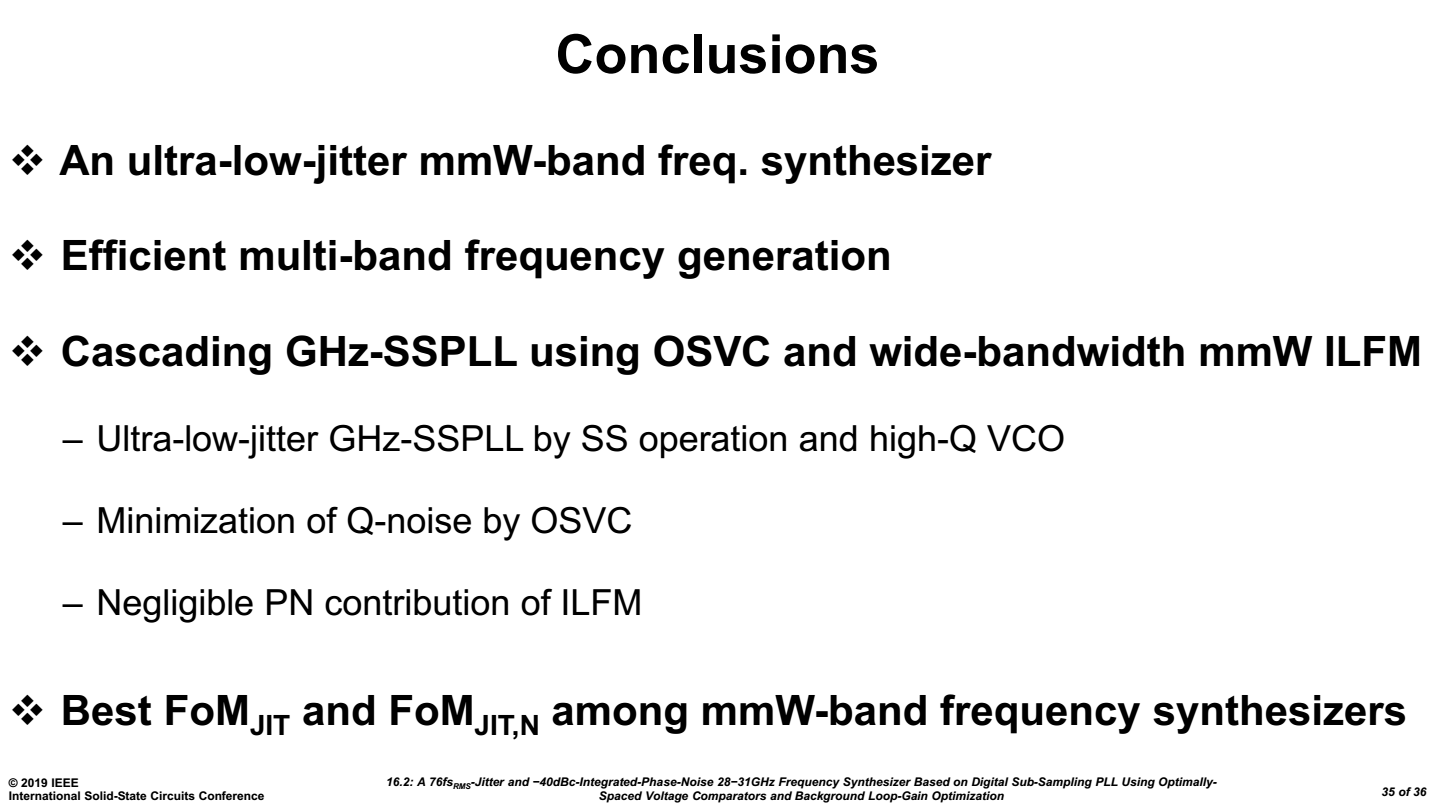 Conclusions
❖ An ultra-low-jitter mmW-band freq. synthesizer
❖ Efficient multi-band frequency generation
❖ Cascading GHz-SSPLL using OSVC and wide-bandwidth mmW ILFM
– Ultra-low-jitter GHz-SSPLL by SS operation and high-Q VCO
– Minimization of Q-noise by OSVC
– Negligible PN contribution of ILFM
❖ Best FoM_JIT and FoM_JIT,N among mmW-band frequency synthesizers
© 2019 IEEE
International Solid-State Circuits Conference
16.2: A 76fs_RMS-Jitter and −40dBc-Integrated-Phase-Noise 28−31GHz Frequency Synthesizer Based on Digital Sub-Sampling PLL Using Optimally-
Spaced Voltage Comparators and Background Loop-Gain Optimization
35 of 36